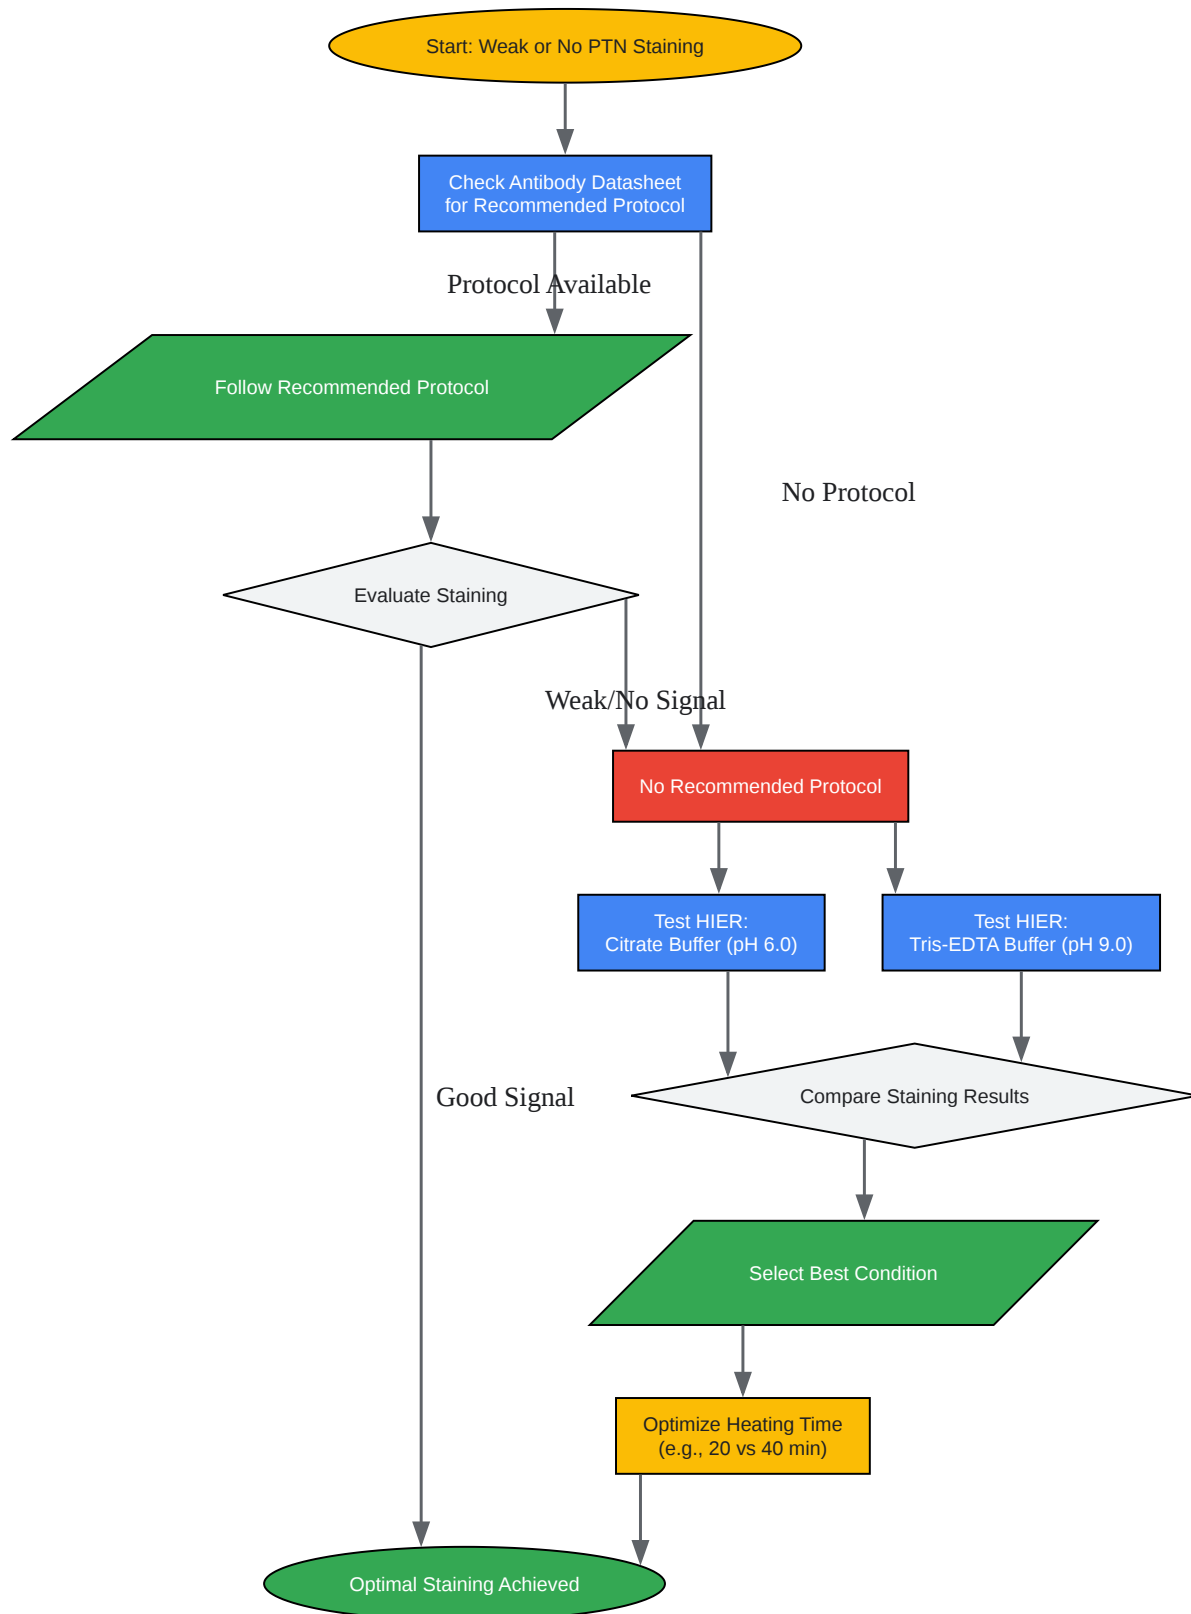 Start: Weak or No PTN Staining
Check Antibody Datasheet
for Recommended Protocol
Protocol Available
Follow Recommended Protocol
No Protocol
Evaluate Staining
Weak/No Signal
No Recommended Protocol
Test HIER:
Citrate Buffer (pH 6.0)
Test HIER:
Tris-EDTA Buffer (pH 9.0)
Good Signal
Compare Staining Results
Select Best Condition
Optimize Heating Time
(e.g., 20 vs 40 min)
Optimal Staining Achieved